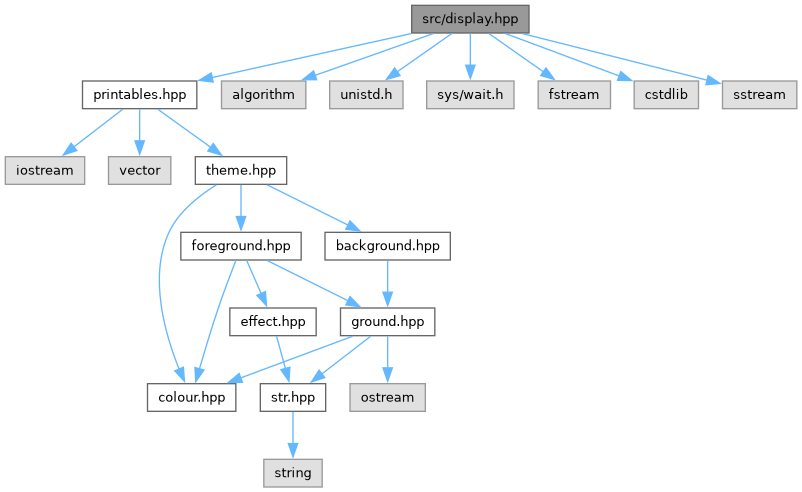 src/display.hpp
printables.hpp
algorithm
unistd.h
sys/wait.h
fstream
cstdlib
sstream
iostream
vector
theme.hpp
foreground.hpp
background.hpp
effect.hpp
ground.hpp
colour.hpp
str.hpp
ostream
string